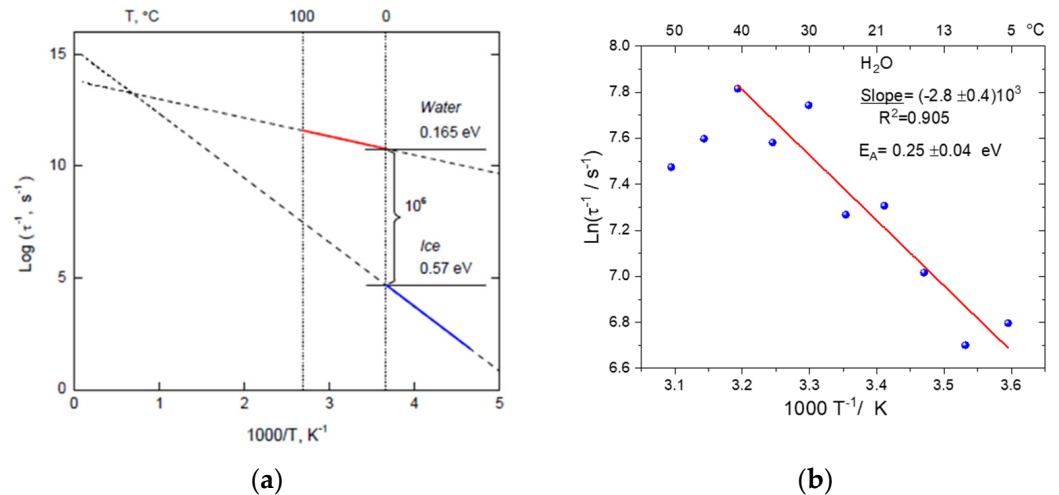 T, °C 100 0
15
10
5
0
Log (τ⁻¹, s⁻¹)
Water
0.165 eV
10⁶
Ice
0.57 eV
0 1 2 3 4 5
1000/T, K⁻¹
(a)
50 40 30 21 13 5 °C
8.0
7.8
7.6
7.4
7.2
7.0
6.8
6.6
Ln(τ⁻¹/ s⁻¹)
H₂O
Slope= (-2.8 ±0.4)10³
R²=0.905
E_A= 0.25 ±0.04 eV
3.1 3.2 3.3 3.4 3.5 3.6
1000 T⁻¹/ K
(b)